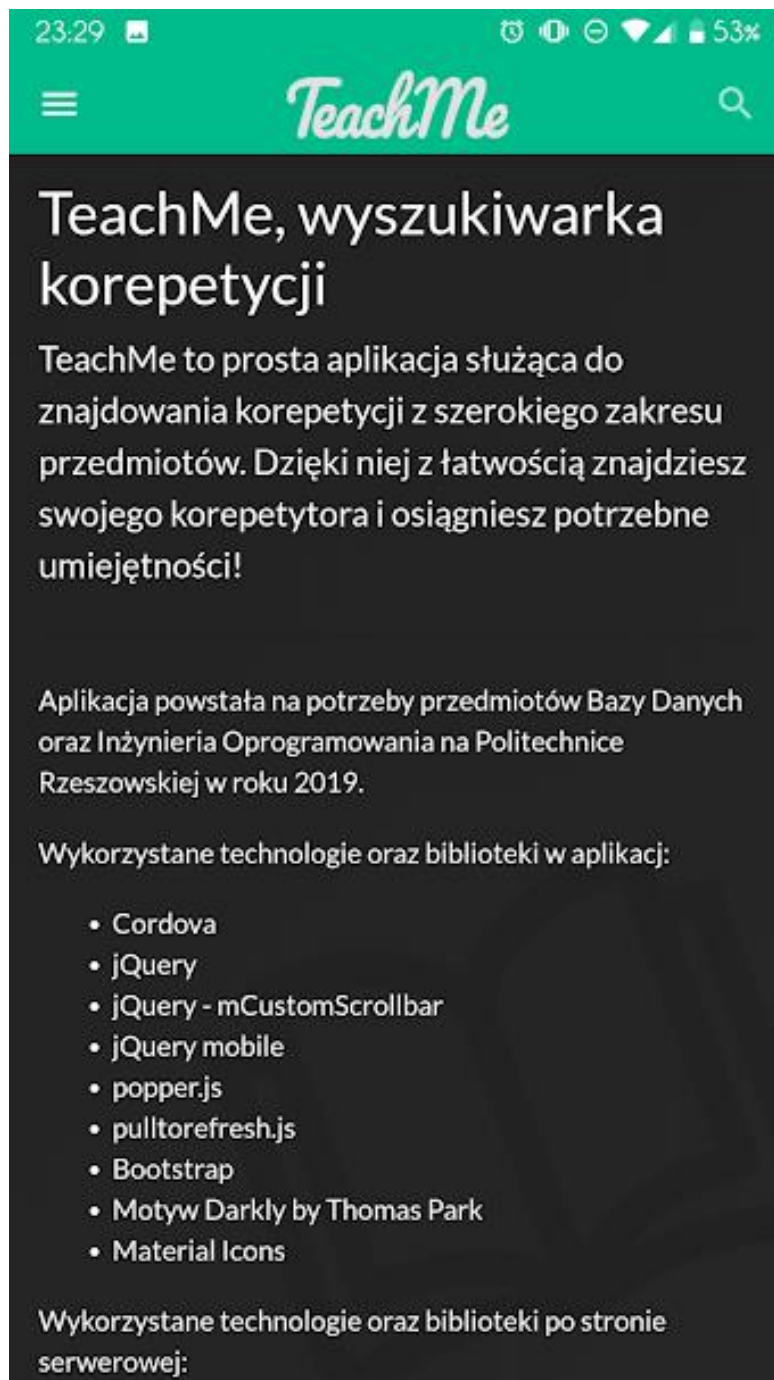 23:29 53%
TeachMe
TeachMe, wyszukiwarka
korepetycji
TeachMe to prosta aplikacja służąca do
znajdowania korepetycji z szerokiego zakresu
przedmiotów. Dzięki niej z łatwością znajdziesz
swojego korepetytora i osiągniesz potrzebne
umiejętności!
Aplikacja powstała na potrzeby przedmiotów Bazy Danych
oraz Inżynieria Oprogramowania na Politechnice
Rzeszowskiej w roku 2019.
Wykorzystane technologie oraz biblioteki w aplikacj:
• Cordova
• jQuery
• jQuery - mCustomScrollbar
• jQuery mobile
• popper.js
• pulltorefresh.js
• Bootstrap
• Motyw Darkly by Thomas Park
• Material Icons
Wykorzystane technologie oraz biblioteki po stronie
serwerowej: